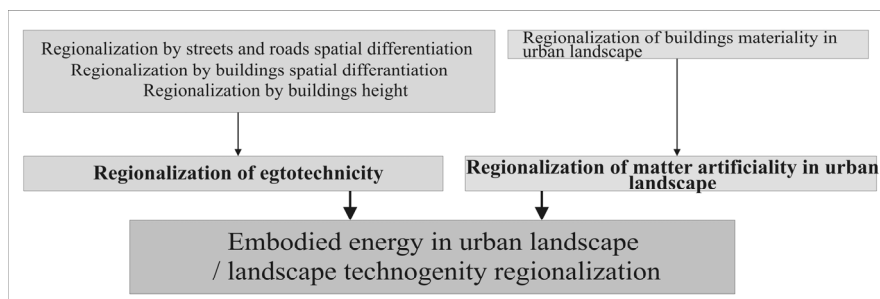 Regionalization by streets and roads spatial differentiation
Regionalization by buildings spatial differantiation
Regionalization by buildings height
Regionalization of buildings materiality in
urban landscape
Regionalization of egtotechnicity
Regionalization of matter artificiality in urban
landscape
Embodied energy in urban landscape
/ landscape technogenity regionalization